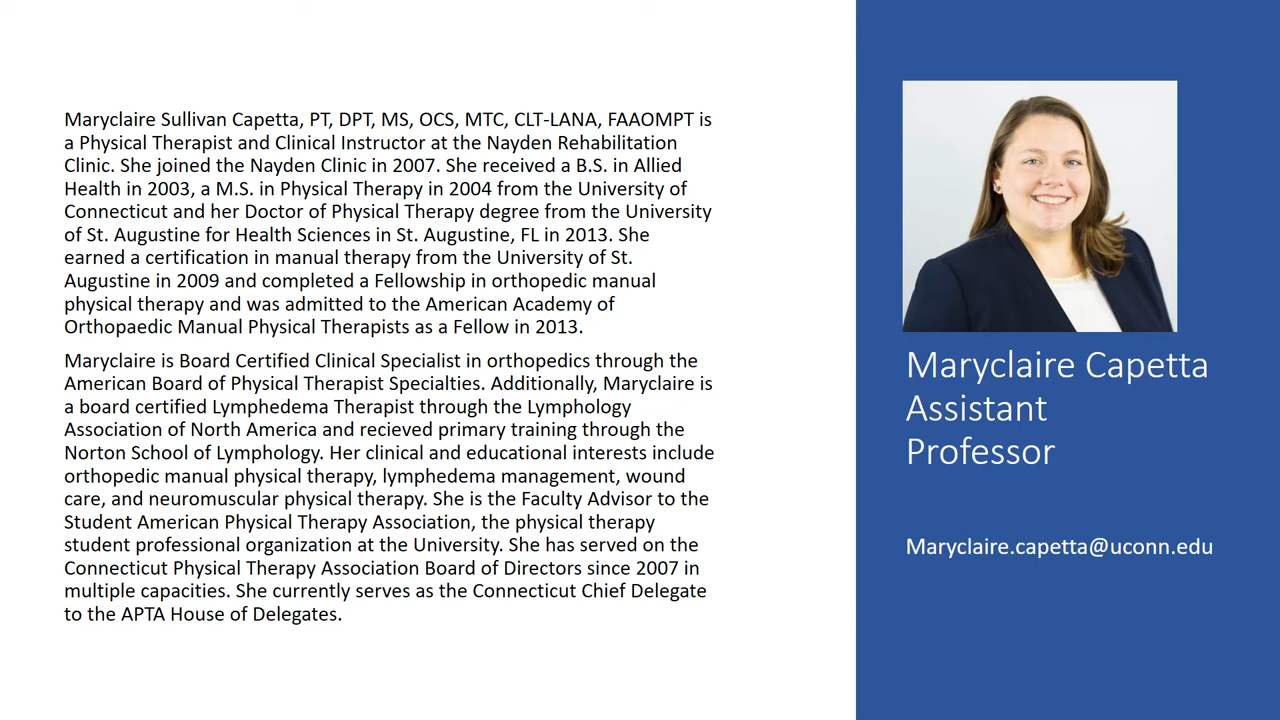 Maryclaire Sullivan Capetta, PT, DPT, MS, OCS, MTC, CLT-LANA, FAAOMPT is
a Physical Therapist and Clinical Instructor at the Nayden Rehabilitation
Clinic. She joined the Nayden Clinic in 2007. She received a B.S. in Allied
Health in 2003, a M.S. in Physical Therapy in 2004 from the University of
Connecticut and her Doctor of Physical Therapy degree from the University
of St. Augustine for Health Sciences in St. Augustine, FL in 2013. She
earned a certification in manual therapy from the University of St.
Augustine in 2009 and completed a Fellowship in orthopedic manual
physical therapy and was admitted to the American Academy of
Orthopaedic Manual Physical Therapists as a Fellow in 2013.
Maryclaire is Board Certified Clinical Specialist in orthopedics through the
American Board of Physical Therapist Specialties. Additionally, Maryclaire is
a board certified Lymphedema Therapist through the Lymphology
Association of North America and recieved primary training through the
Norton School of Lymphology. Her clinical and educational interests include
orthopedic manual physical therapy, lymphedema management, wound
care, and neuromuscular physical therapy. She is the Faculty Advisor to the
Student American Physical Therapy Association, the physical therapy
student professional organization at the University. She has served on the
Connecticut Physical Therapy Association Board of Directors since 2007 in
multiple capacities. She currently serves as the Connecticut Chief Delegate
to the APTA House of Delegates.
Maryclaire Capetta
Assistant
Professor
Maryclaire.capetta@uconn.edu